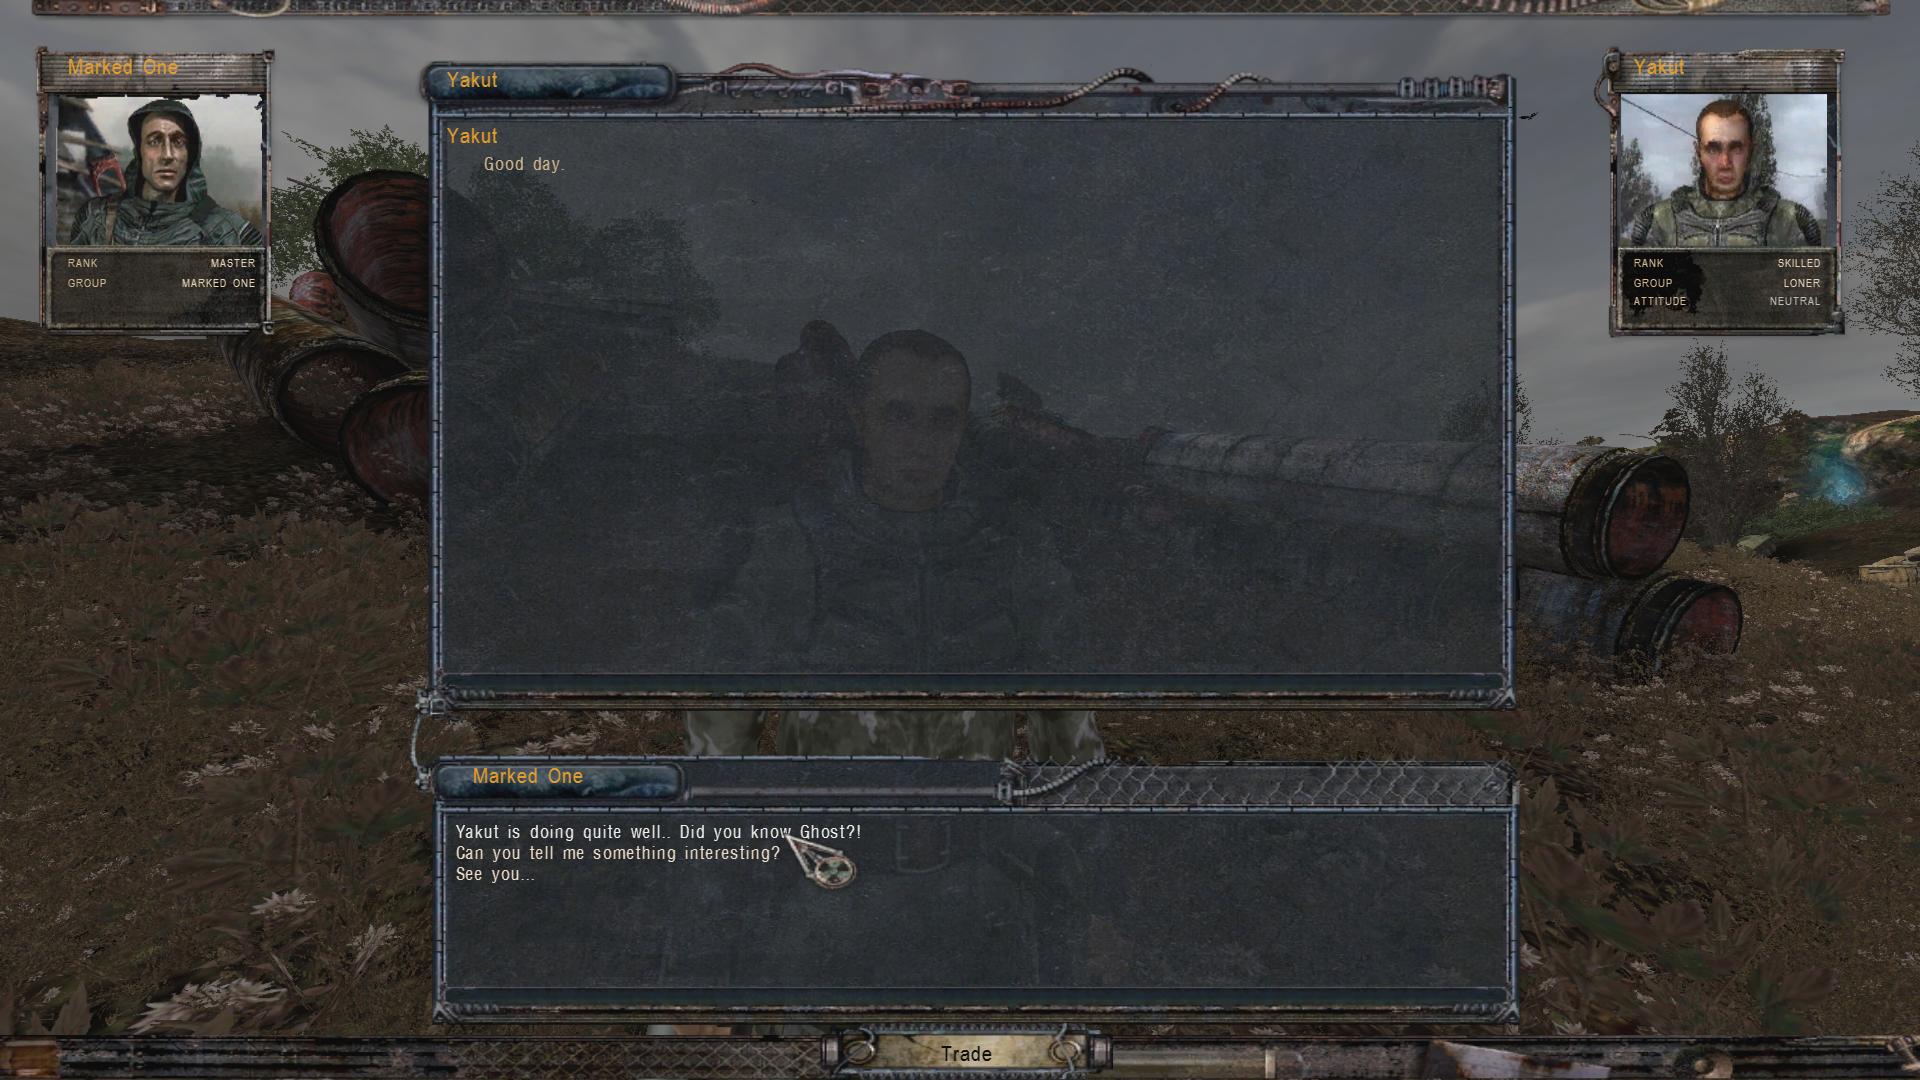 Marked One
RANK MASTER
GROUP MARKED ONE
Yakut
Yakut
Good day.
Yakut
RANK SKILLED
GROUP LONER
ATTITUDE NEUTRAL
Marked One
Yakut is doing quite well.. Did you know Ghost?!
Can you tell me something interesting?
See you...
Trade